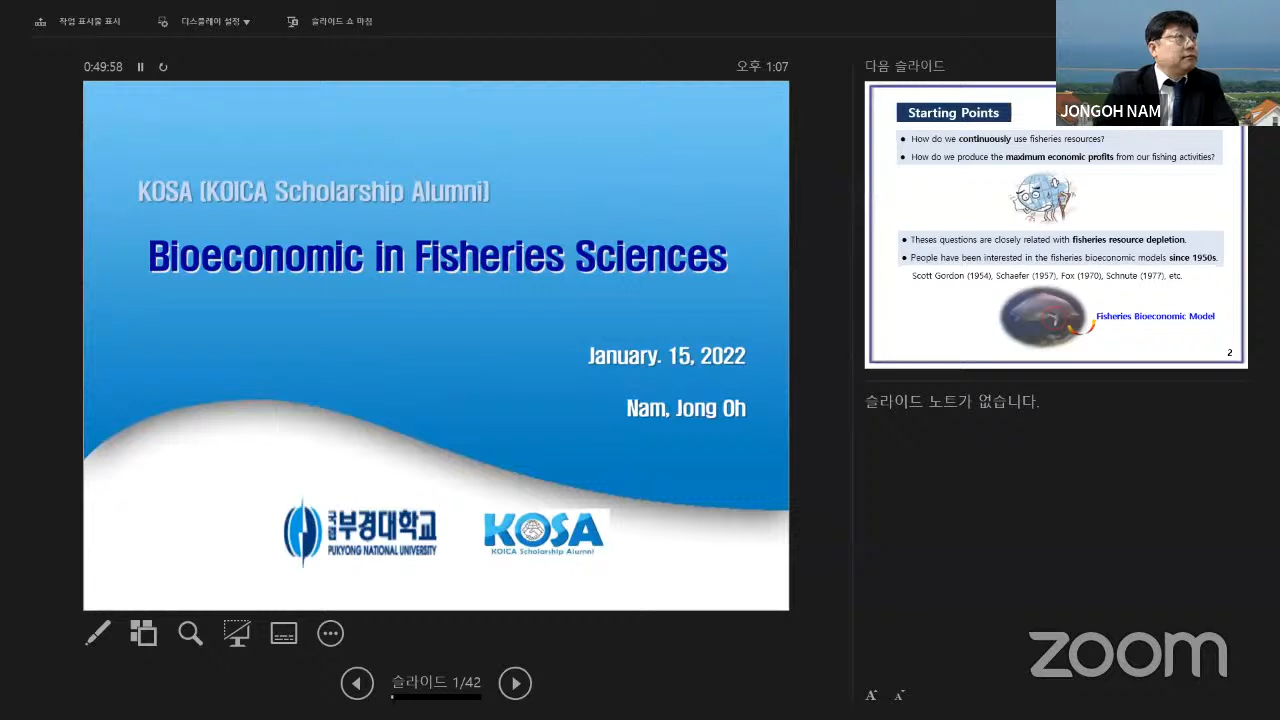 작업 표시줄 표시
디스플레이 설정 ▼
슬라이드 쇼 마침
0:49:58
오후 1:07
KOSA (KOICA Scholarship Alumni)
Bioeconomic in Fisheries Sciences
January. 15, 2022
Nam, Jong Oh
국립 부경대학교
PUKYONG NATIONAL UNIVERSITY
KOSA
KOICA Scholarship Alumni
슬라이드 1/42
다음 슬라이드
JONGOH NAM
Starting Points
● How do we continuously use fisheries resources?
● How do we produce the maximum economic profits from our fishing activities?
● Theses questions are closely related with fisheries resource depletion.
● People have been interested in the fisheries bioeconomic models since 1950s.
Scott Gordon (1954), Schaefer (1957), Fox (1970), Schnute (1977), etc.
Fisheries Bioeconomic Model
2
슬라이드 노트가 없습니다.
zoom
A A